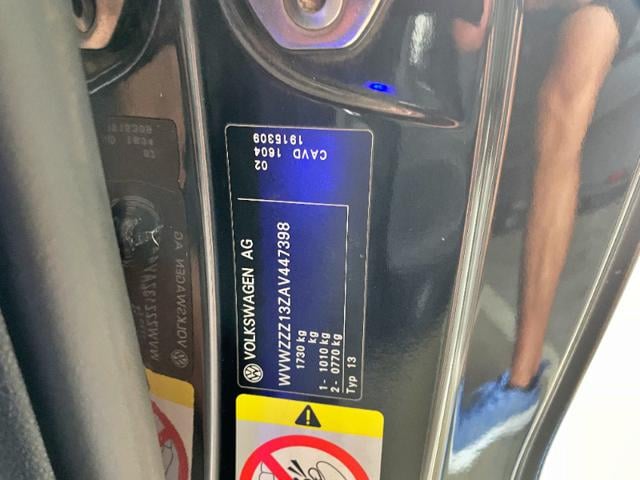 VOLKSWAGEN AG
WVWZZZ13ZAV447398
1730 kg
kg
1- 1010 kg
2- 0770 kg
Typ 13
02
CAVD 1604
1915309